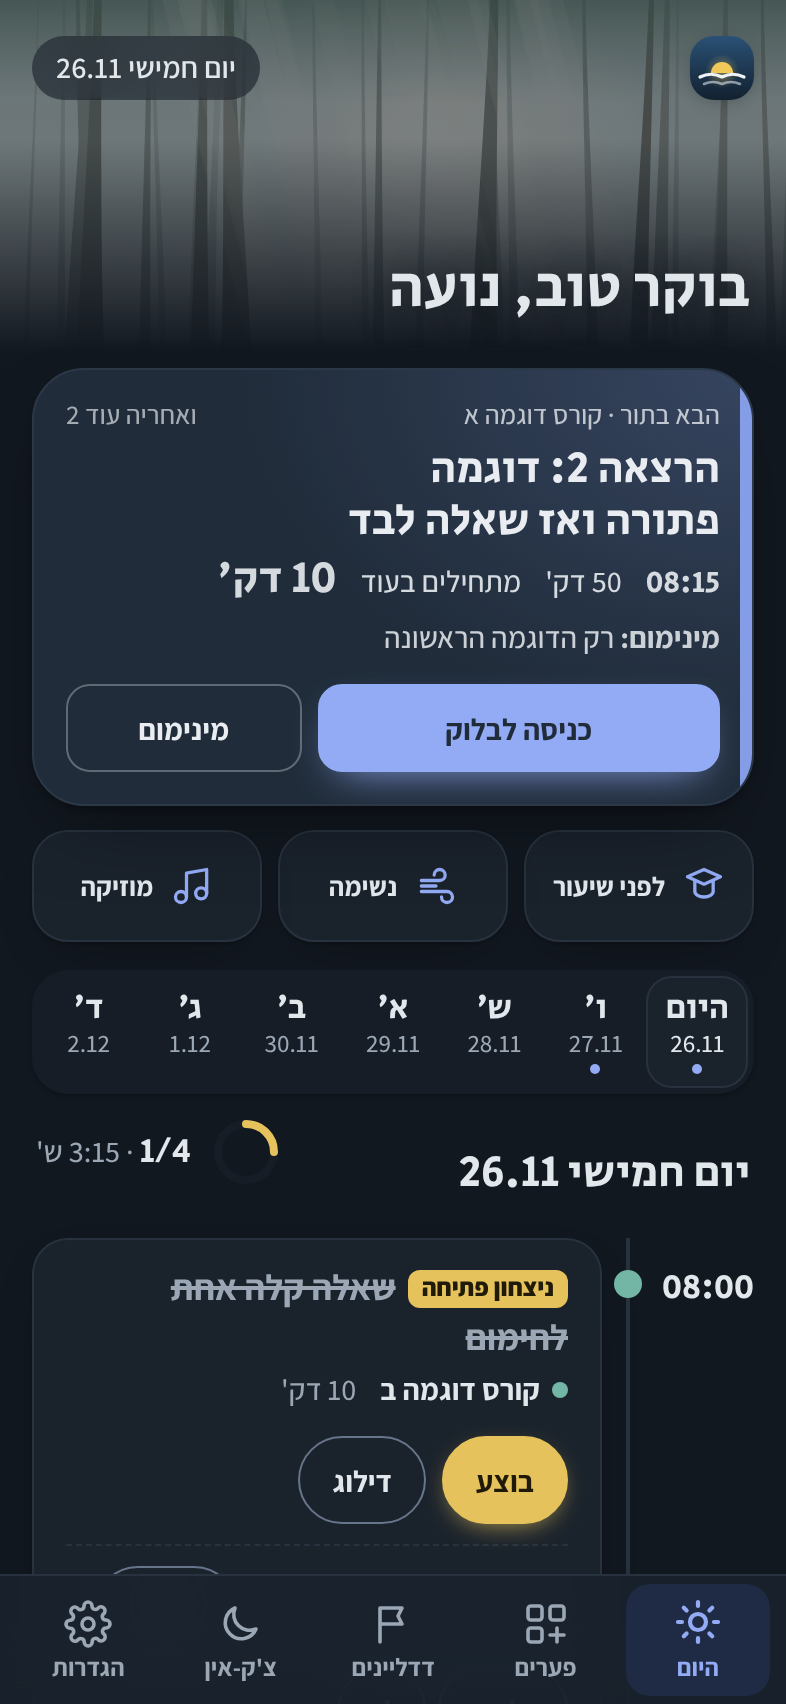 יום חמישי 26.11
בוקר טוב, נועה
הבא בתור · קורס דוגמה א
ואחריה עוד 2
הרצאה 2: דוגמה
פתורה ואז שאלה לבד
08:15 50 דק' מתחילים בעוד 10 דק׳
מינימום: רק הדוגמה הראשונה
כניסה לבלוק
מינימום
לפני שיעור
נשימה
מוזיקה
היום ו׳ ש׳ א׳ ב׳ ג׳ ד׳
26.11 27.11 28.11 29.11 30.11 1.12 2.12
יום חמישי 26.11
1/4 · 3:15 ש'
08:00
ניצחון פתיחה שאלה קלה אחת
לחימום
קורס דוגמה ב 10 דק'
בוצע
דילוג
היום
פערים
דדליינים
צ'ק-אין
הגדרות